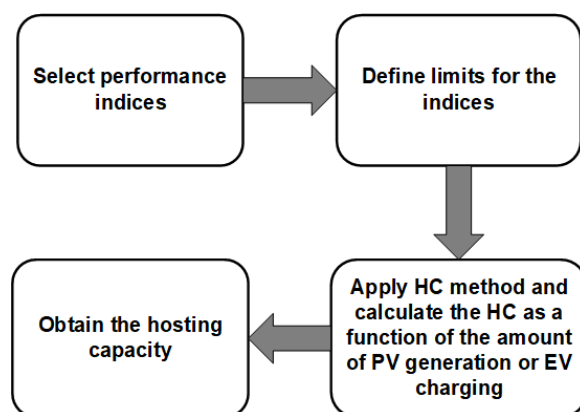 Select performance
indices
Define limits for the
indices
Apply HC method and
calculate the HC as a
function of the amount
of PV generation or EV
charging
Obtain the hosting
capacity